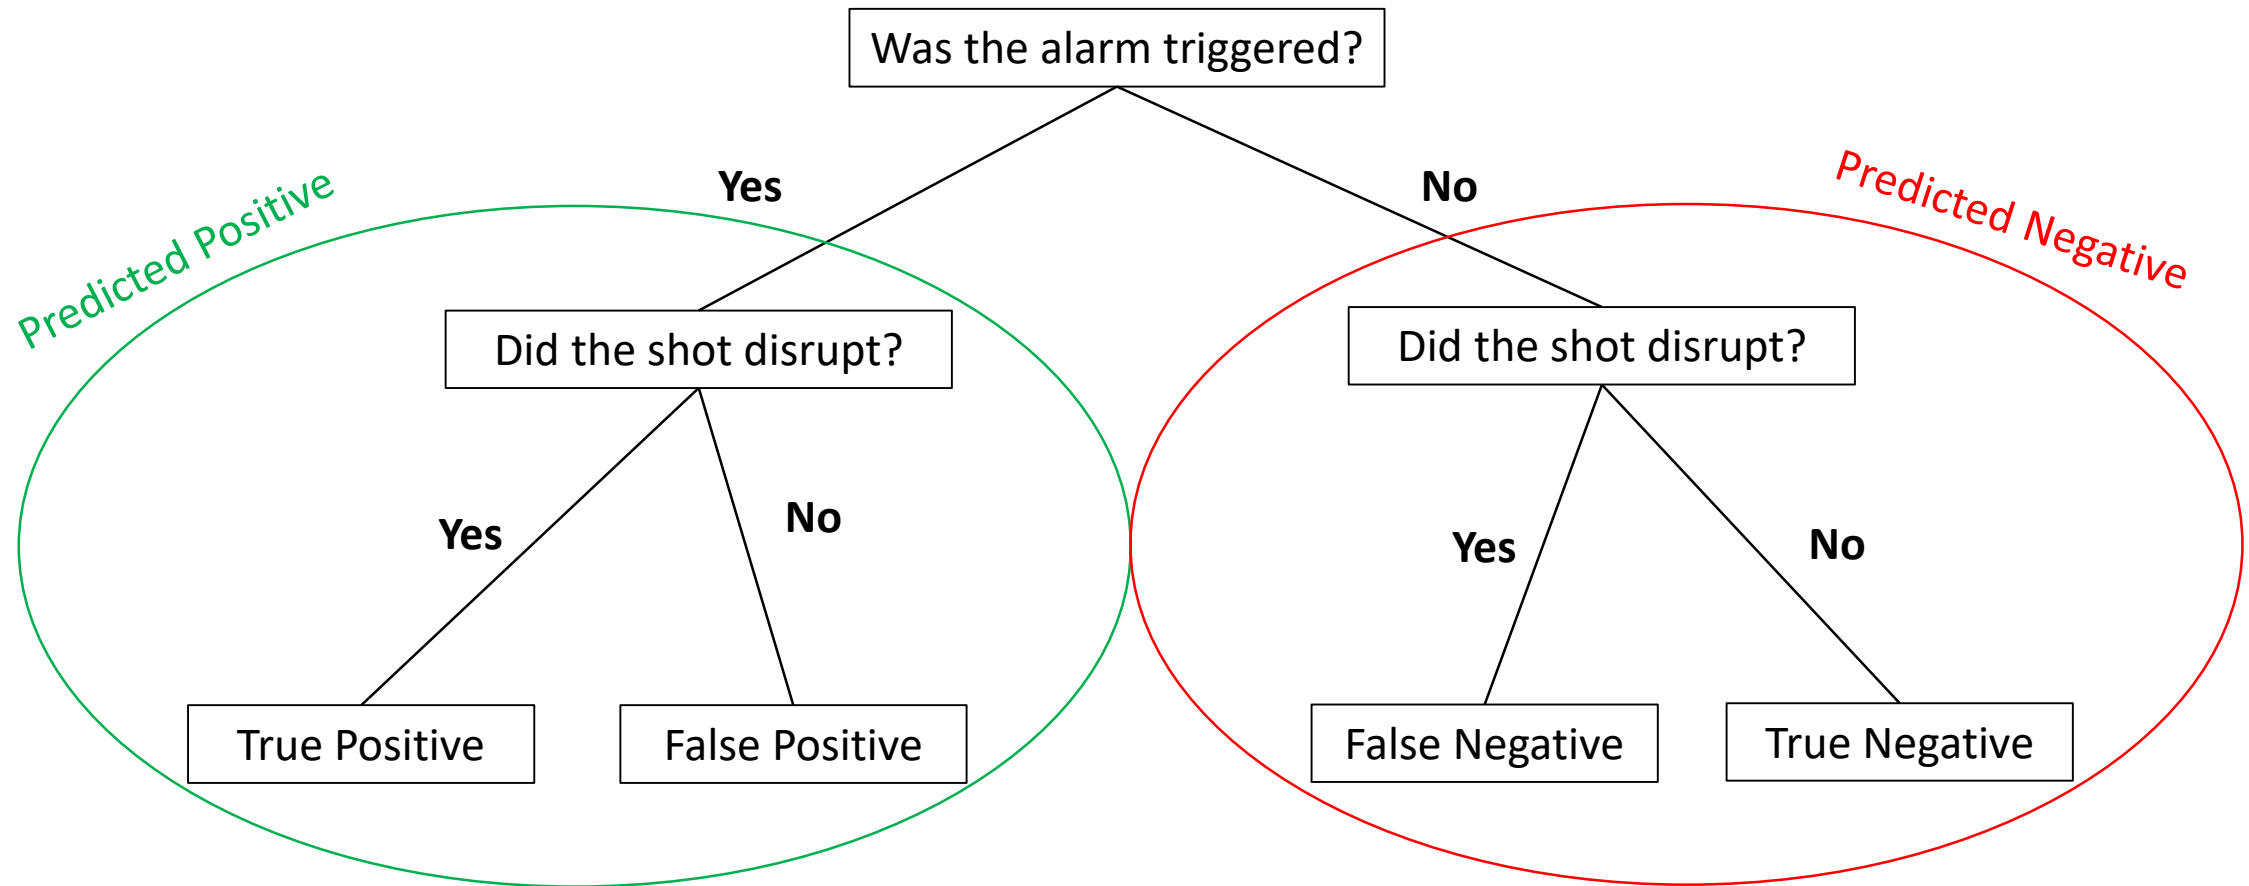 Was the alarm triggered?
Yes
No
Predicted Positive
Predicted Negative
Did the shot disrupt?
Did the shot disrupt?
Yes
No
Yes
No
True Positive
False Positive
False Negative
True Negative